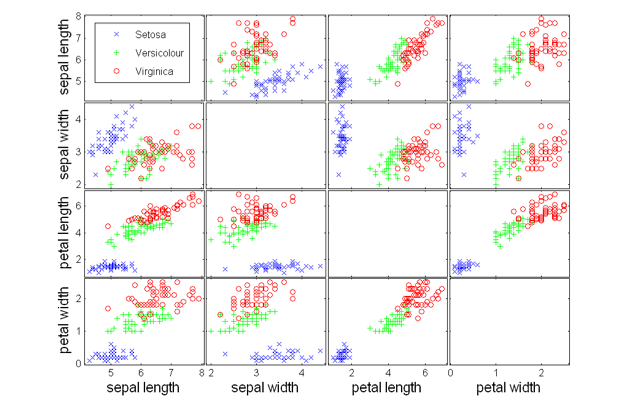 8
7
6
5
sepal length
Setosa
Versicolour
Virginica
4
3
2
sepal width
6
4
2
petal length
2
1
0
petal width
5 6 7 8
2 3 4
2 4 6
0 1 2
sepal length sepal width petal length petal width